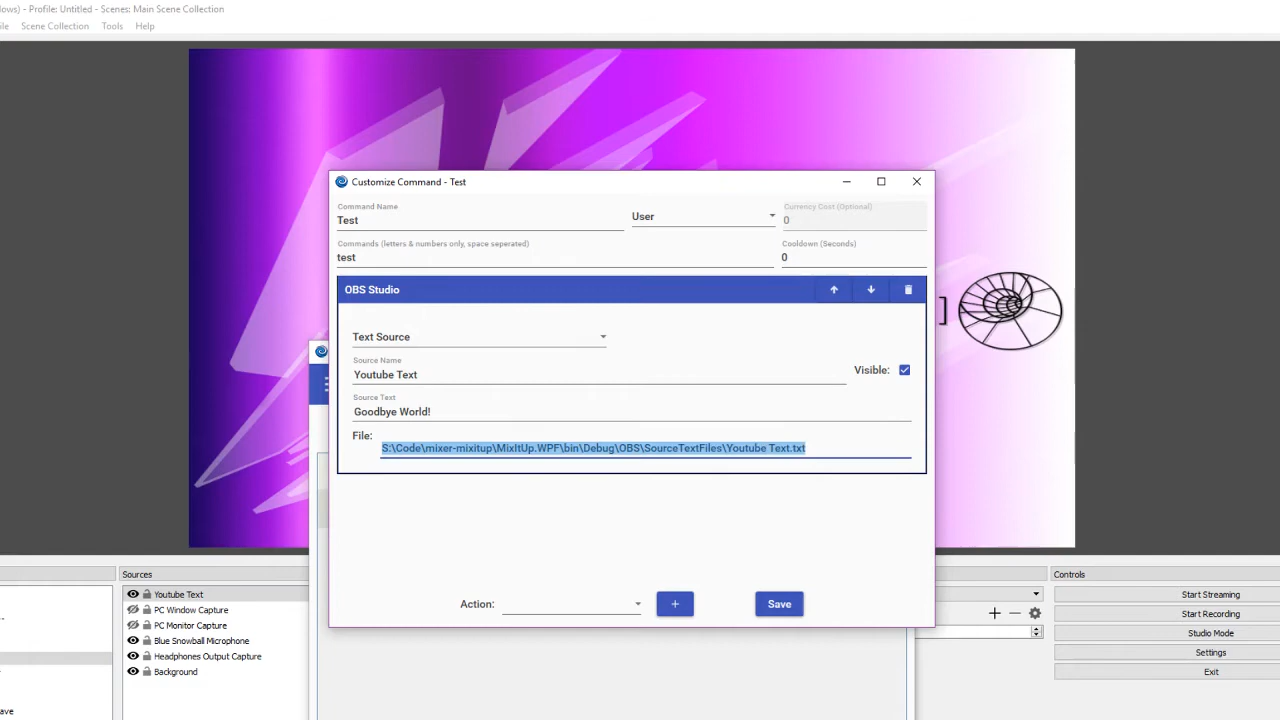 ows) - Profile: Untitled - Scenes: Main Scene Collection
ile Scene Collection Tools Help
Customize Command - Test
Command Name
Test
User
Currency Cost (Optional)
0
Commands (letters & numbers only, space seperated)
test
Cooldown (Seconds)
0
OBS Studio
Text Source
Source Name
Youtube Text
Visible:
Source Text
Goodbye World!
File:
S:\Code\mixer-mixitup\MixItUp.WPF\bin\Debug\OBS\SourceTextFiles\Youtube Text.txt
]
Action:
+
Save
Sources
Youtube Text
PC Window Capture
PC Monitor Capture
Blue Snowball Microphone
Headphones Output Capture
Background
ave
Controls
Start Streaming
Start Recording
Studio Mode
Settings
Exit